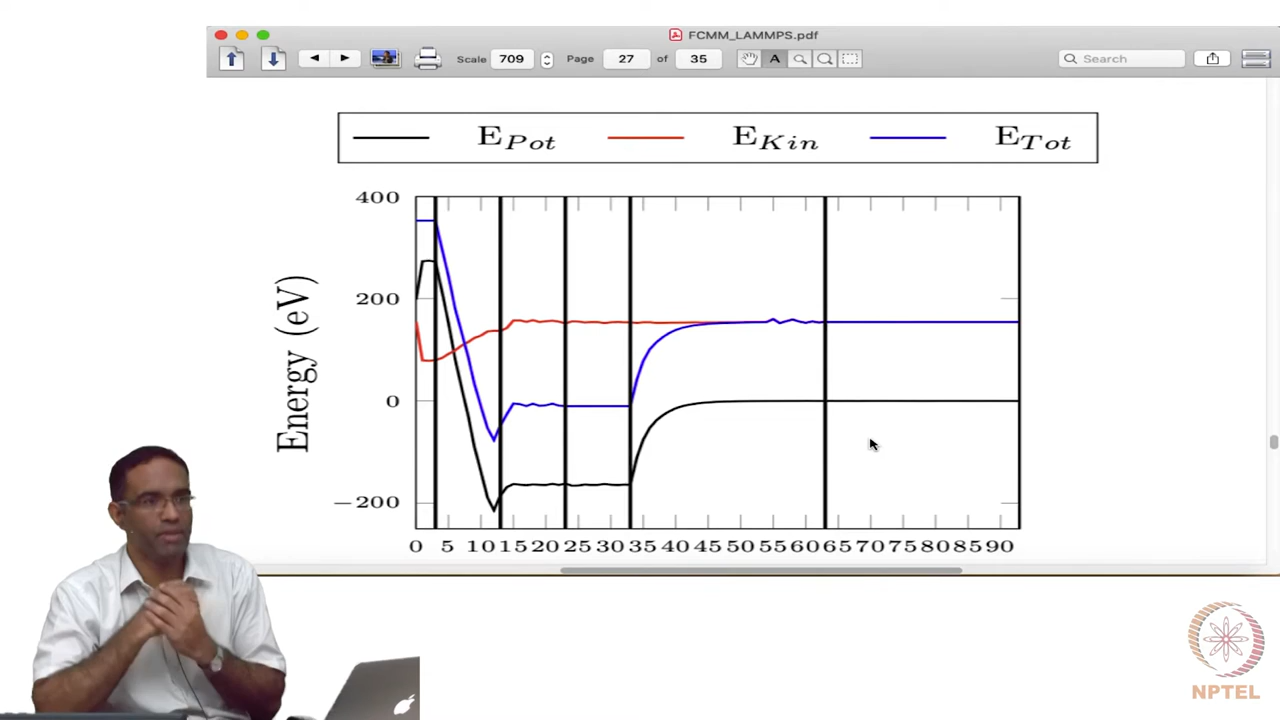 FCMM_LAMMPS.pdf
Scale 709 Page 27 of 35 A Search
E_Pot E_Kin E_Tot
400
200
0
−200
Energy (eV)
0 5 10 15 20 25 30 35 40 45 50 55 60 65 70 75 80 85 90
NPTEL